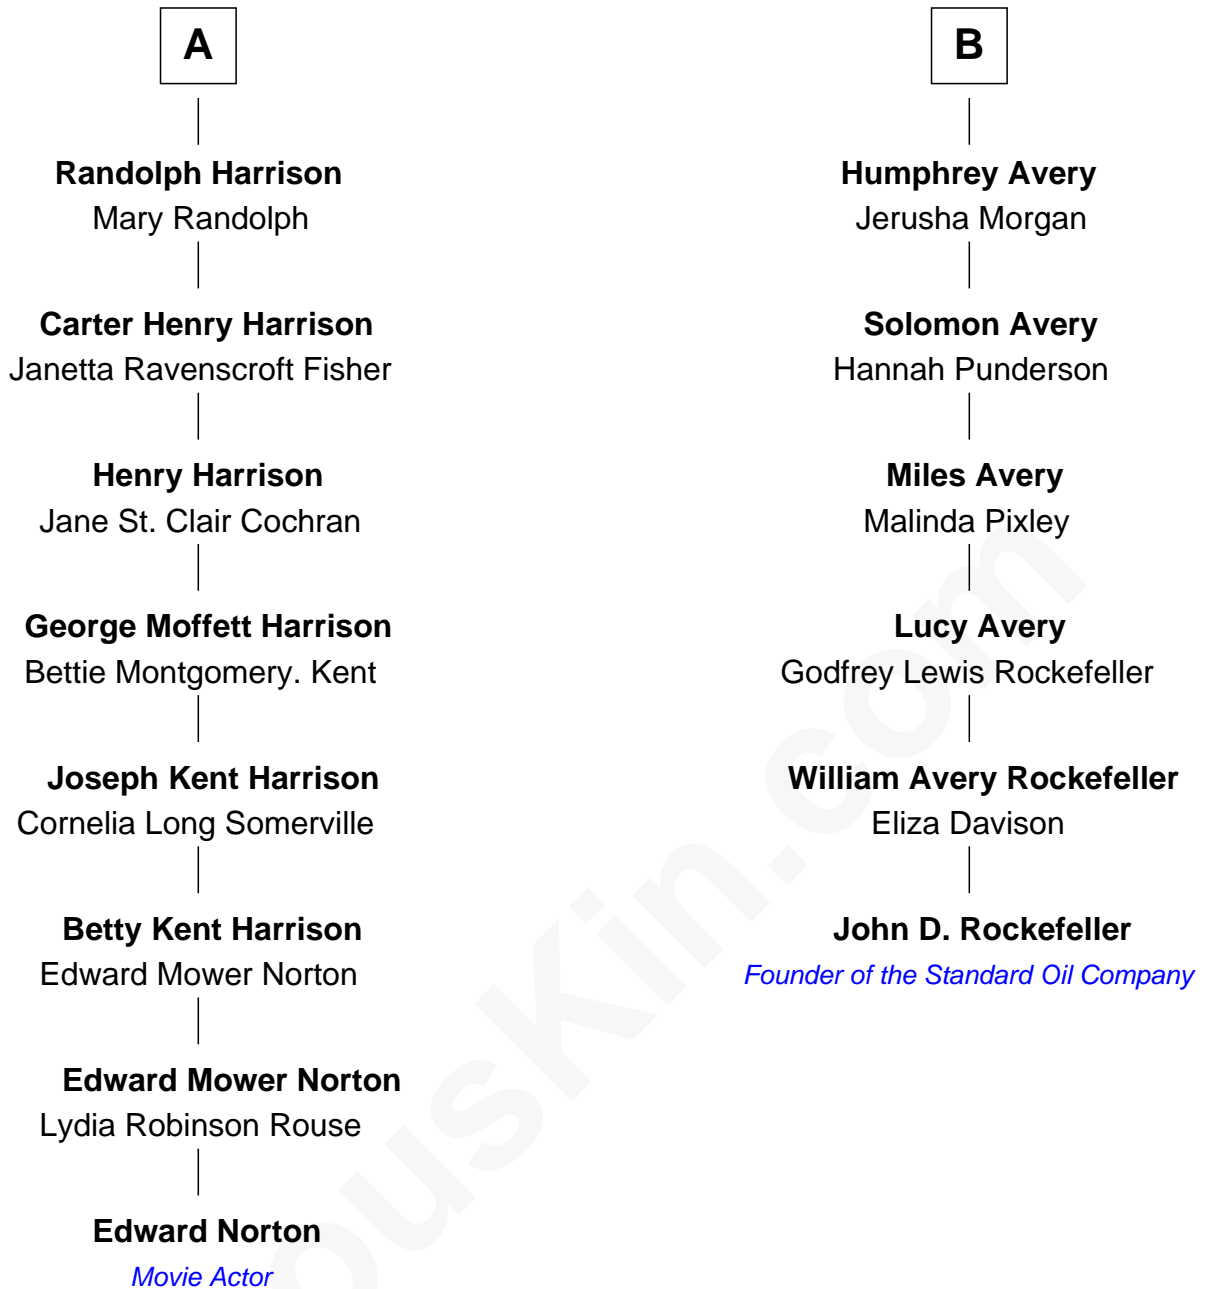 A
Randolph Harrison
Mary Randolph
Carter Henry Harrison
Janetta Ravenscroft Fisher
Henry Harrison
Jane St. Clair Cochran
George Moffett Harrison
Bettie Montgomery. Kent
Joseph Kent Harrison
Cornelia Long Somerville
Betty Kent Harrison
Edward Mower Norton
Edward Mower Norton
Lydia Robinson Rouse
Edward Norton
Movie Actor
B
Humphrey Avery
Jerusha Morgan
Solomon Avery
Hannah Punderson
Miles Avery
Malinda Pixley
Lucy Avery
Godfrey Lewis Rockefeller
William Avery Rockefeller
Eliza Davison
John D. Rockefeller
Founder of the Standard Oil Company
ousKin.com